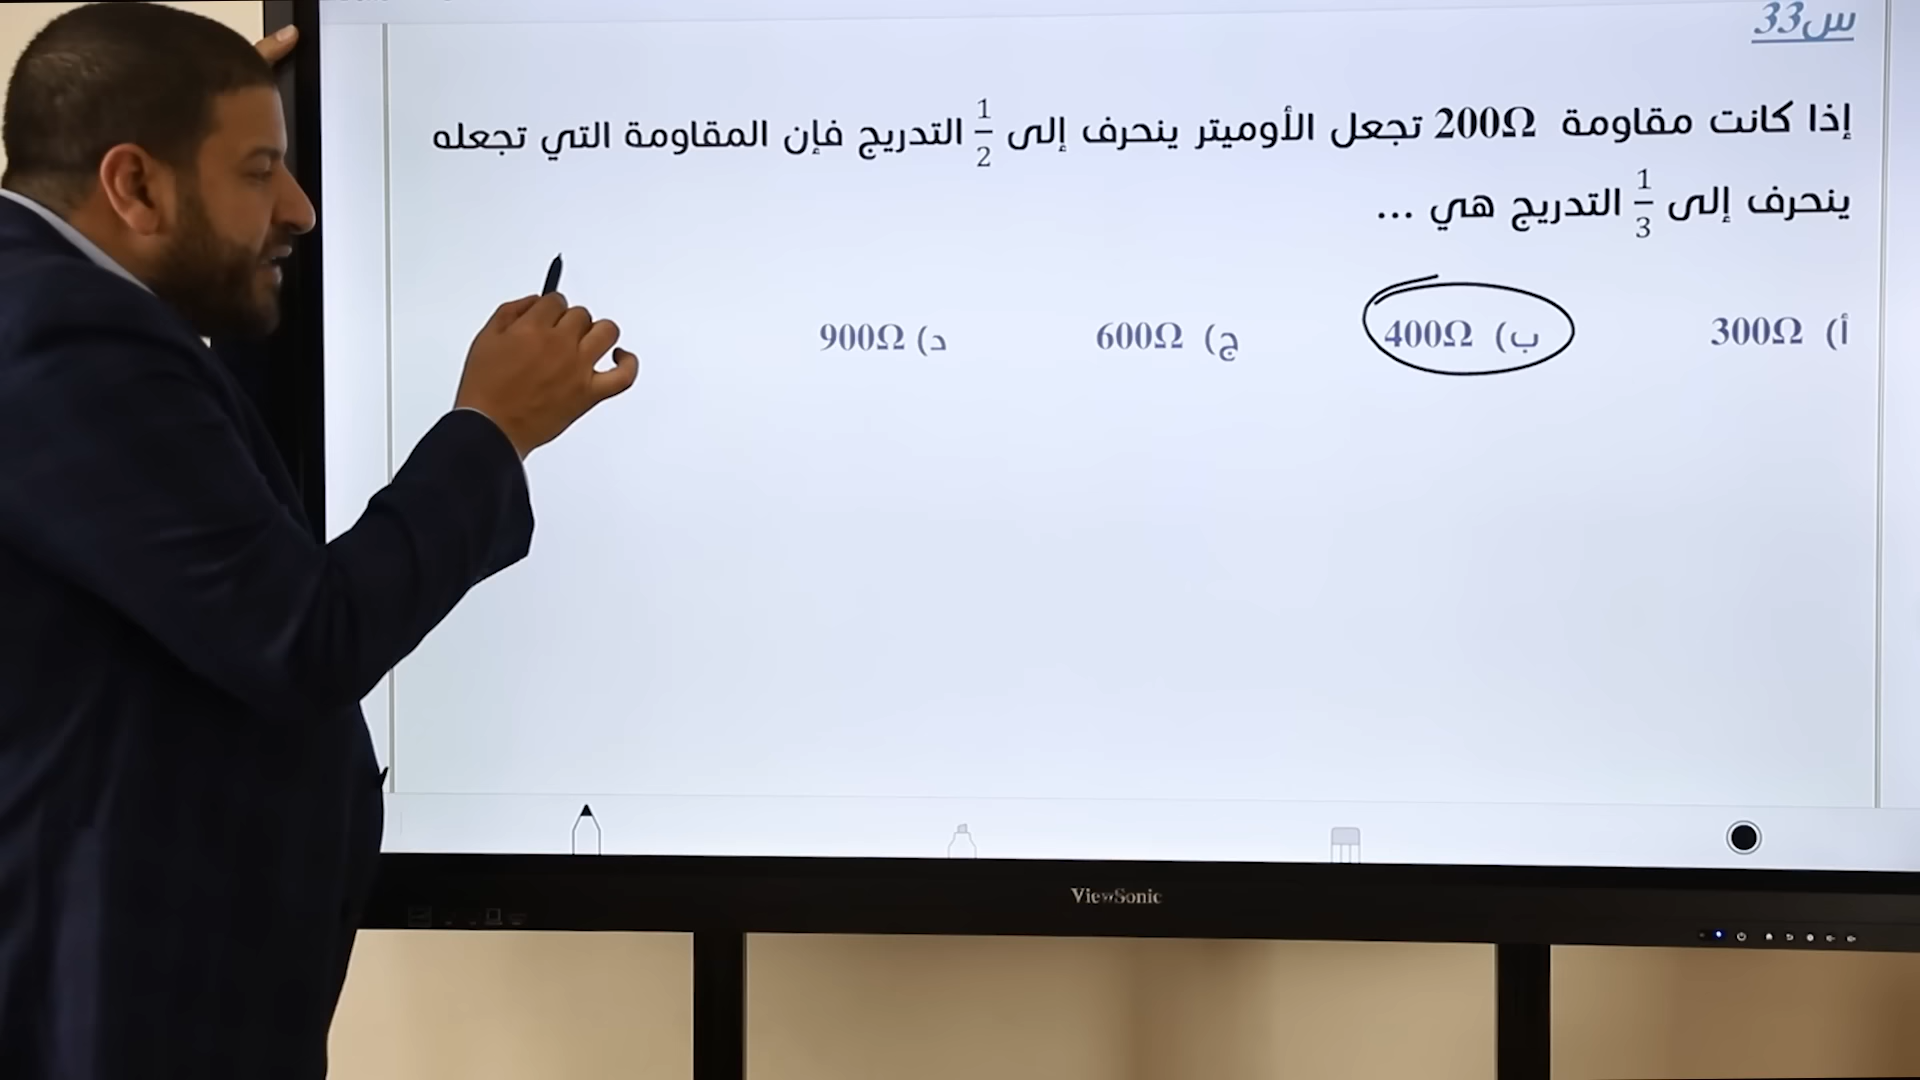 س33
إذا كانت مقاومة 200Ω تجعل الأوميتر ينحرف إلى 1/2 التدريج فإن المقاومة التي تجعله
ينحرف إلى 1/3 التدريج هي ...
أ) 300Ω ب) 400Ω ج) 600Ω د) 900Ω
ViewSonic